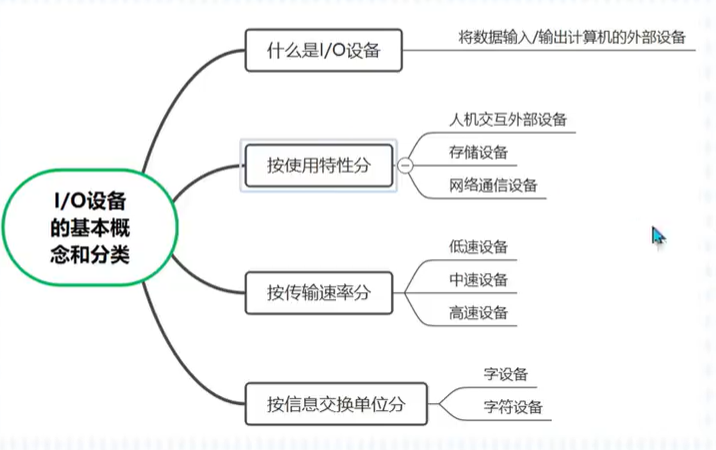 I/O设备
的基本概
念和分类
什么是I/O设备
将数据输入/输出计算机的外部设备
按使用特性分
人机交互外部设备
存储设备
网络通信设备
按传输速率分
低速设备
中速设备
高速设备
按信息交换单位分
字设备
字符设备